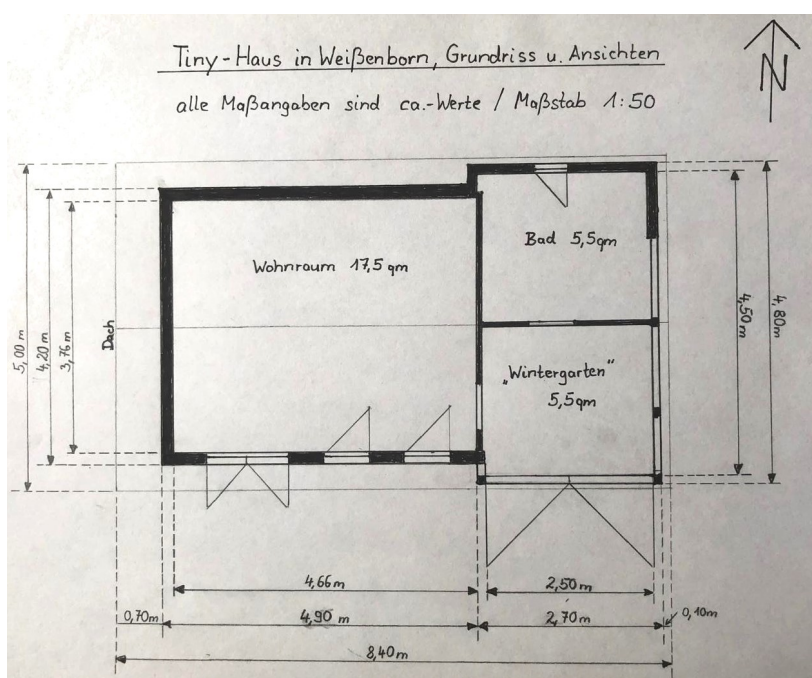 Tiny-Haus in Weißenborn, Grundriss u. Ansichten
alle Maßangaben sind ca.-Werte / Maßstab 1:50
N
Wohnraum 17,5 qm
Bad 5,5qm
„Wintergarten“
5,5qm
Dach
5,00 m
4,20 m
3,76 m
4,50m
4,80m
4,66m
2,50m
0,70m
4,90 m
2,70m
0,10m
8,40m